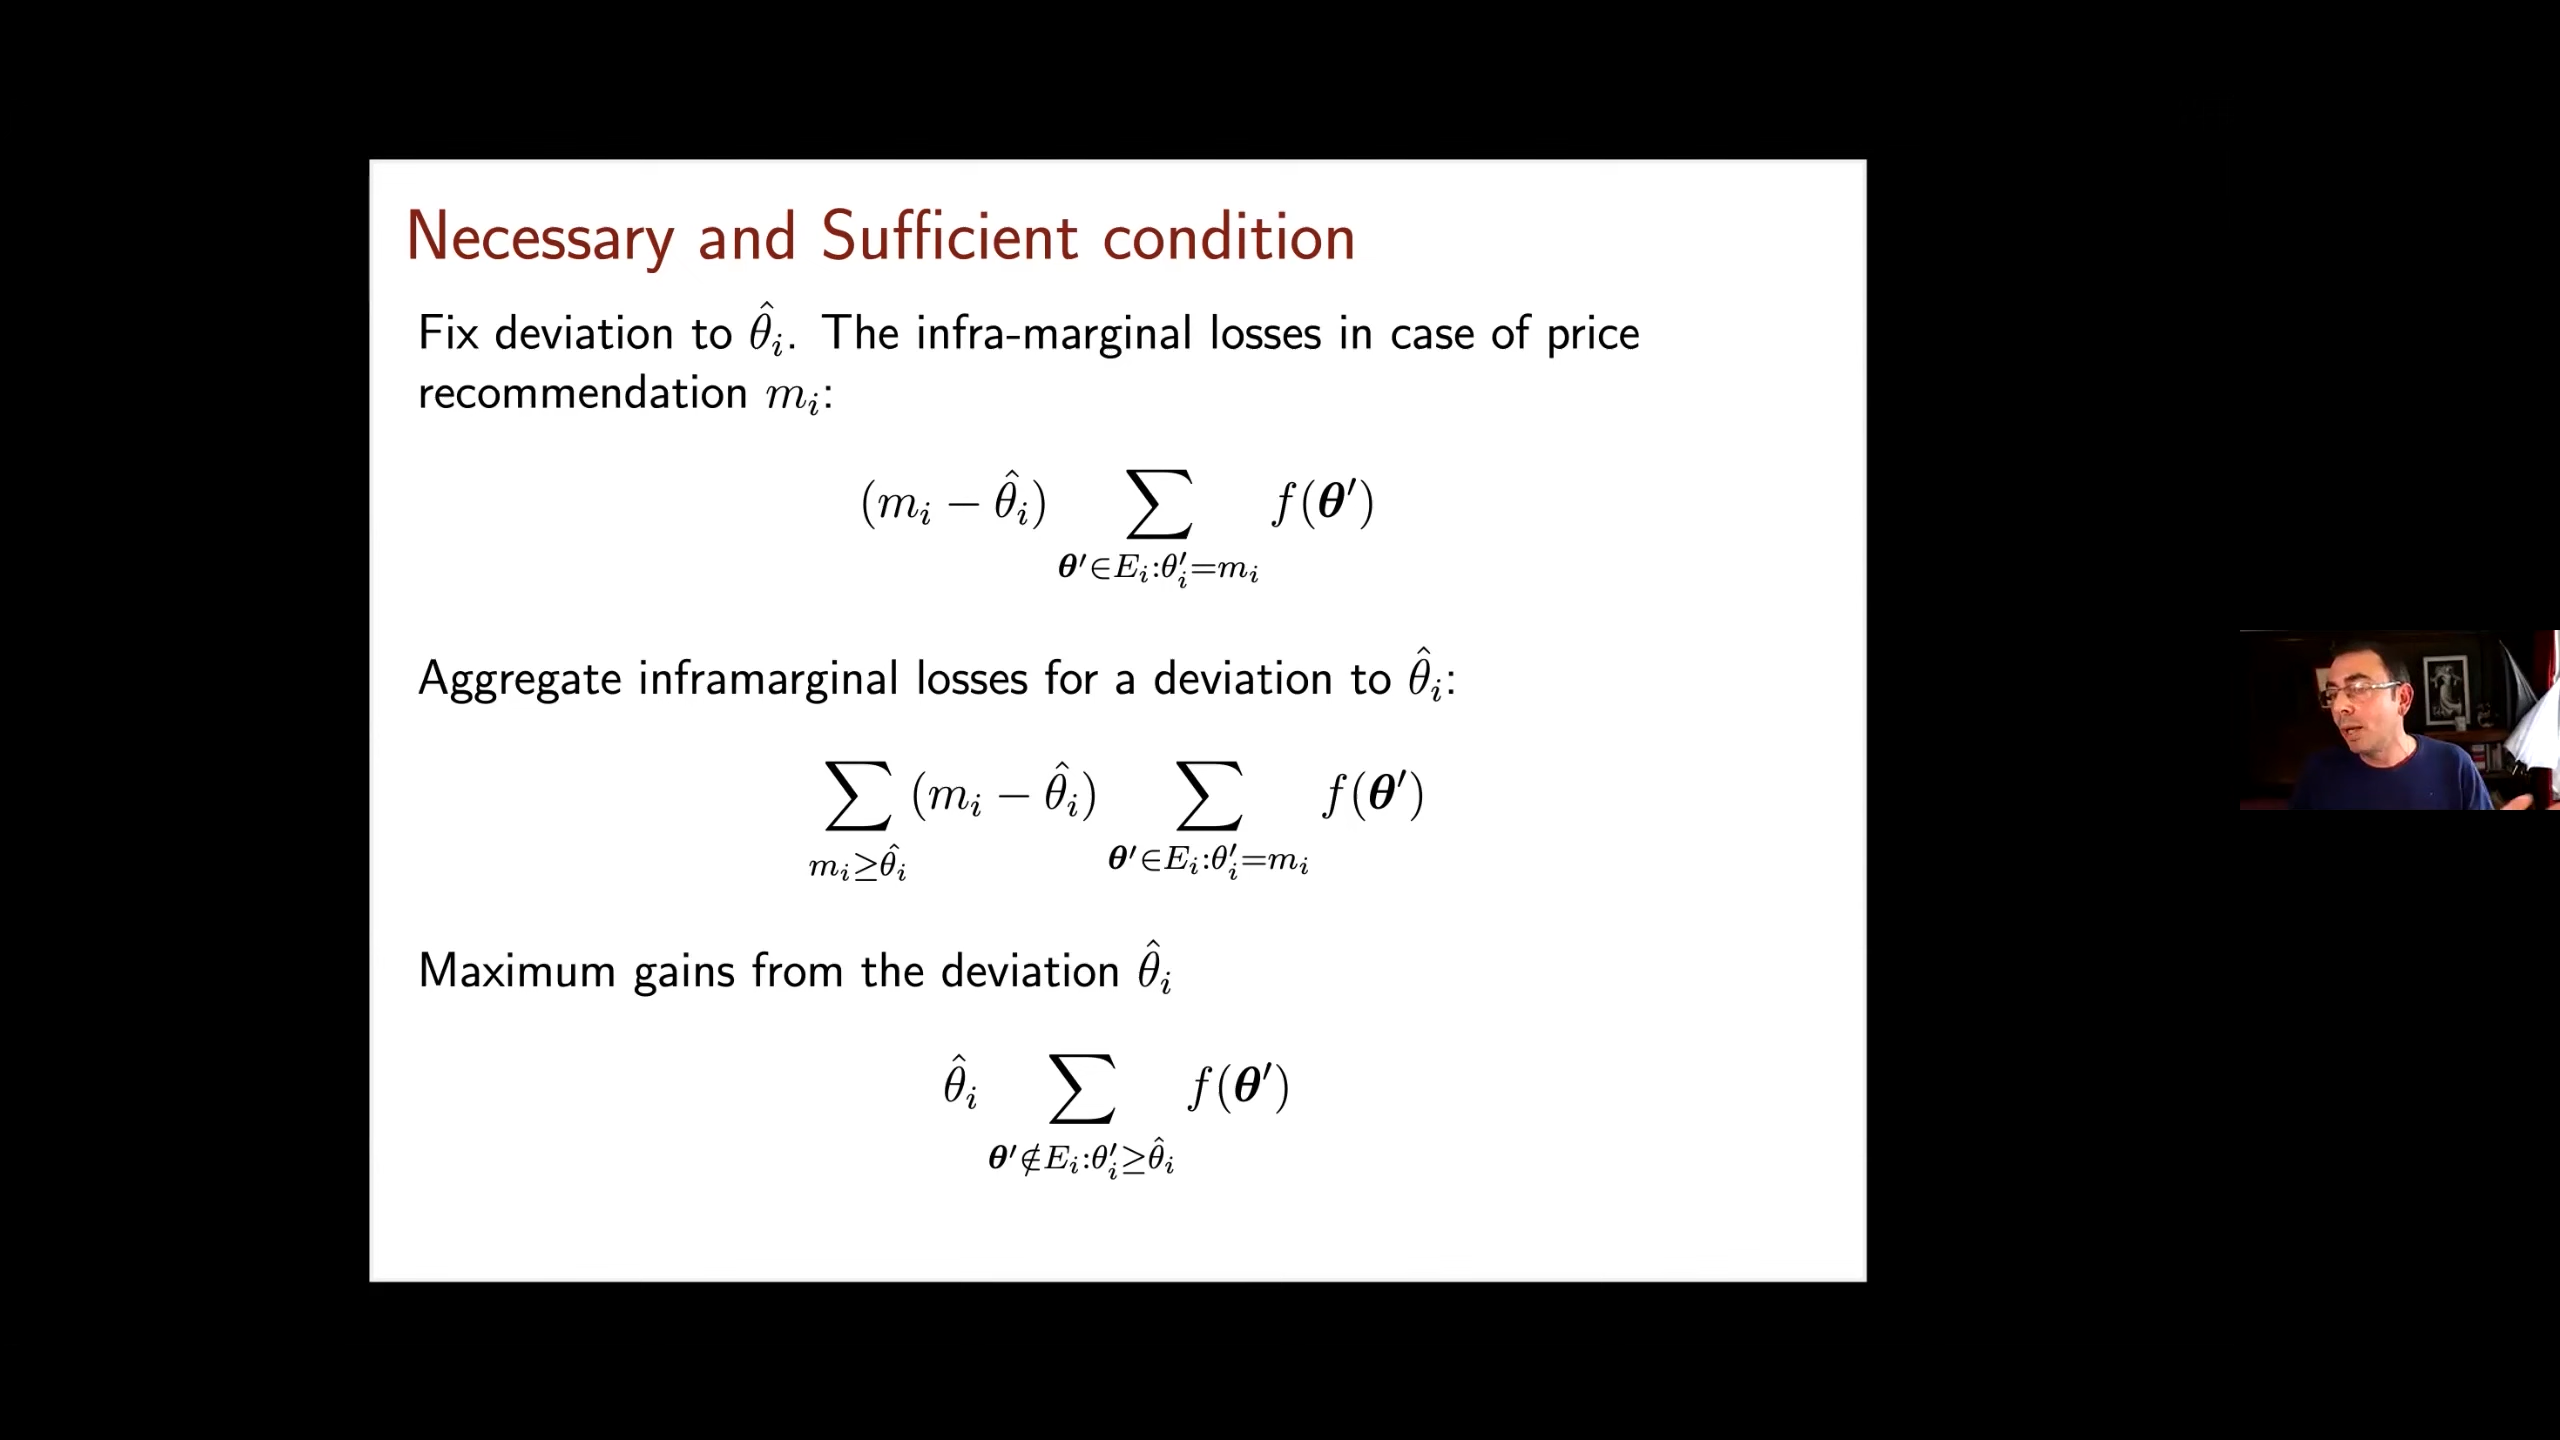 Necessary and Sufficient condition
Fix deviation to θ̂ᵢ. The infra-marginal losses in case of price
recommendation mᵢ:
(mᵢ − θ̂ᵢ) ∑ f(θ′)
θ′∈Eᵢ:θ′ᵢ=mᵢ
Aggregate inframarginal losses for a deviation to θ̂ᵢ:
∑ (mᵢ − θ̂ᵢ) ∑ f(θ′)
mᵢ≥θ̂ᵢ θ′∈Eᵢ:θ′ᵢ=mᵢ
Maximum gains from the deviation θ̂ᵢ
θ̂ᵢ ∑ f(θ′)
θ′∉Eᵢ:θ′ᵢ≥θ̂ᵢ